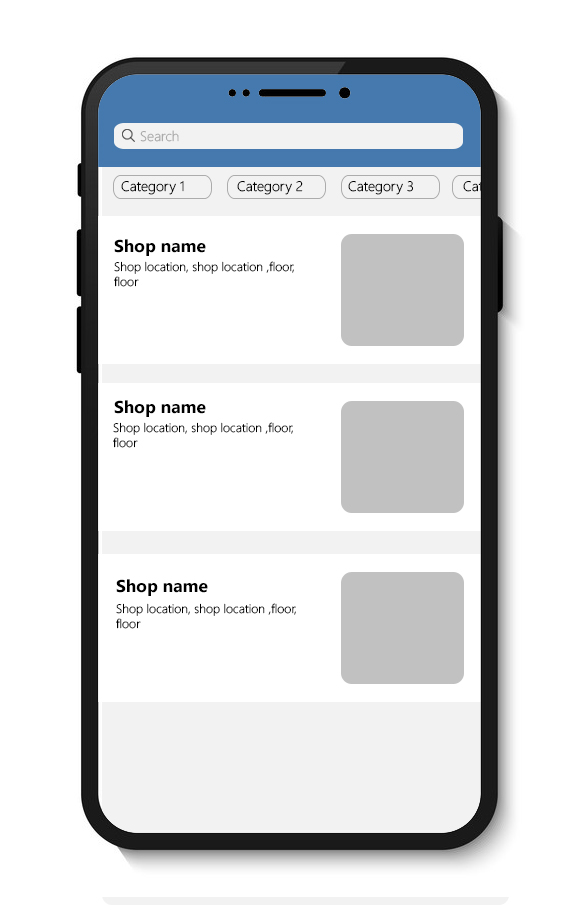 Search
Category 1 Category 2 Category 3 Cat
Shop name
Shop location, shop location ,floor,
floor
Shop name
Shop location, shop location ,floor,
floor
Shop name
Shop location, shop location ,floor,
floor